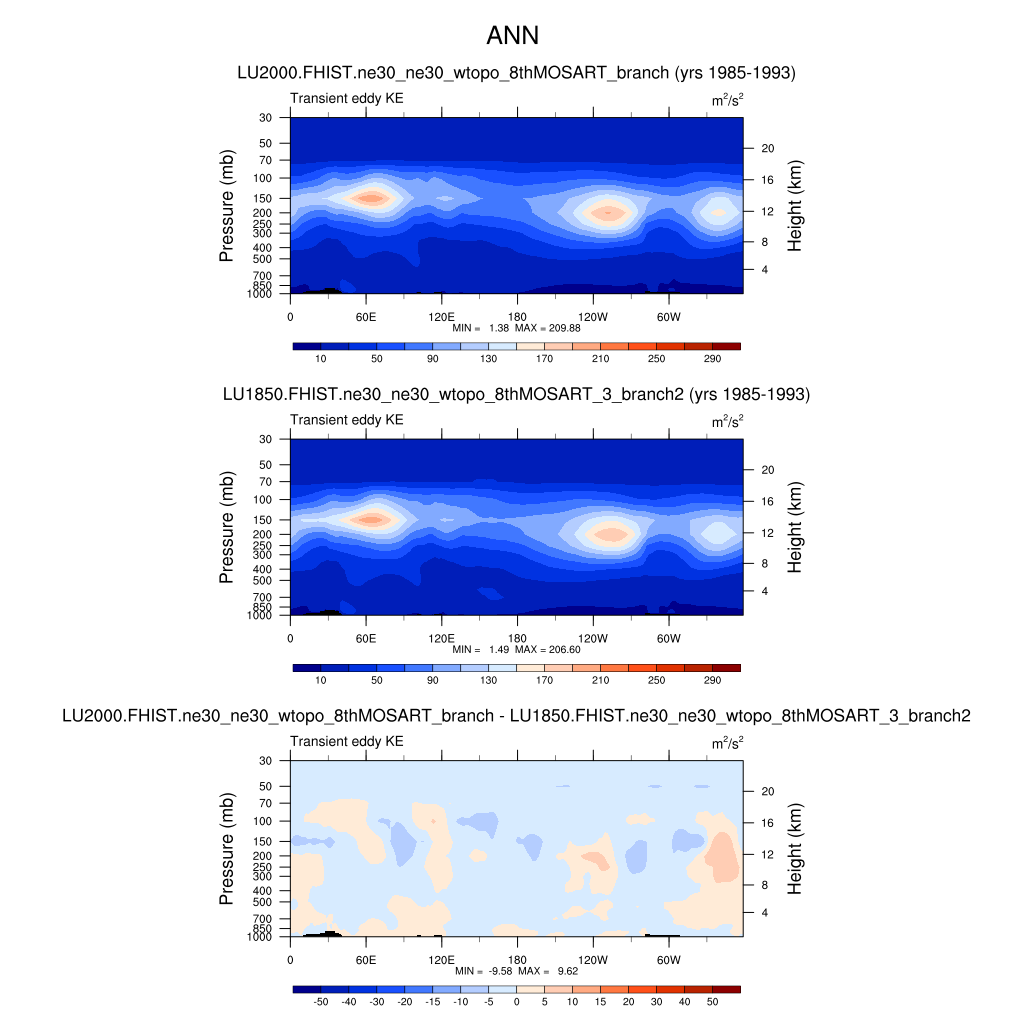 ANN
LU2000.FHIST.ne30_ne30_wtopo_8thMOSART_branch (yrs 1985-1993)
Transient eddy KE m²/s²
30
50
70
100
150
200
250
300
400
500
700
850
1000
Pressure (mb)
20
16
12
8
4
Height (km)
0 60E 120E 180 120W 60W
MIN = 1.38 MAX = 209.88
10 50 90 130 170 210 250 290
LU1850.FHIST.ne30_ne30_wtopo_8thMOSART_3_branch2 (yrs 1985-1993)
Transient eddy KE m²/s²
30
50
70
100
150
200
250
300
400
500
700
850
1000
Pressure (mb)
20
16
12
8
4
Height (km)
0 60E 120E 180 120W 60W
MIN = 1.49 MAX = 206.60
10 50 90 130 170 210 250 290
LU2000.FHIST.ne30_ne30_wtopo_8thMOSART_branch - LU1850.FHIST.ne30_ne30_wtopo_8thMOSART_3_branch2
Transient eddy KE m²/s²
30
50
70
100
150
200
250
300
400
500
700
850
1000
Pressure (mb)
20
16
12
8
4
Height (km)
0 60E 120E 180 120W 60W
MIN = -9.58 MAX = 9.62
-50 -40 -30 -20 -15 -10 -5 0 5 10 15 20 30 40 50